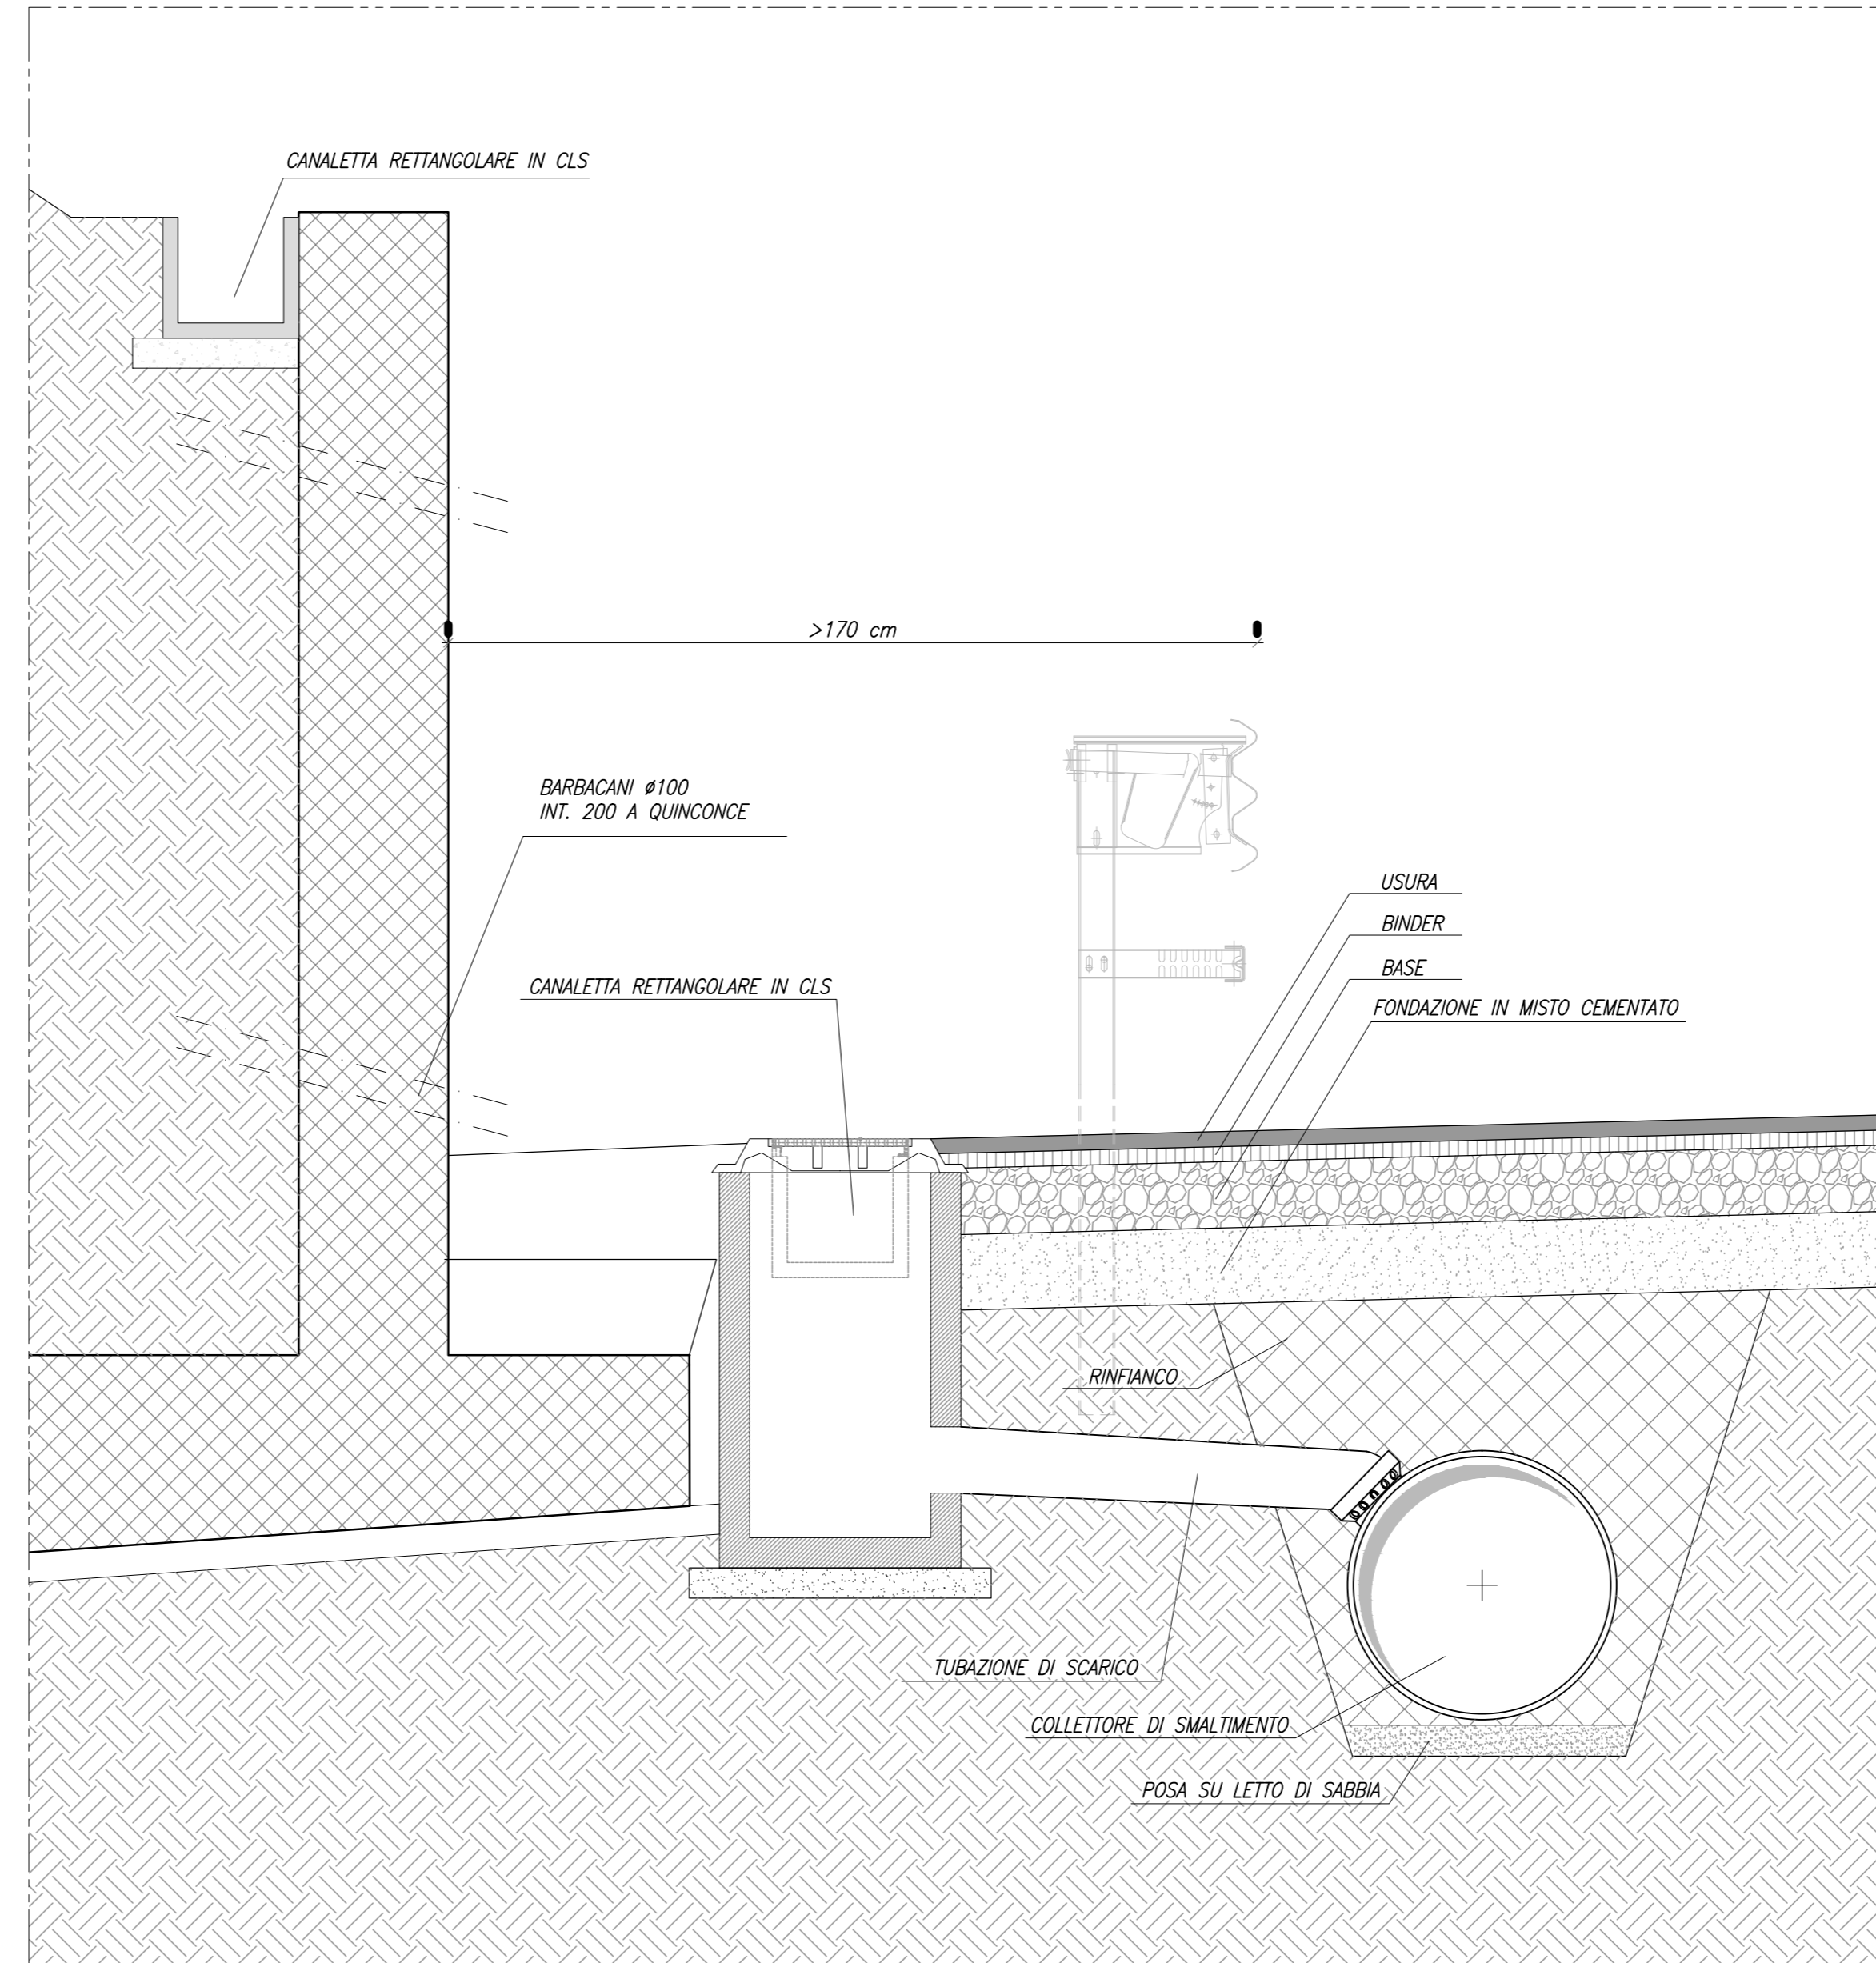 CANALETTA RETTANGOLARE IN CLS
>170 cm
BARBACANI ø100
INT. 200 A QUINCONCE
USURA
BINDER
BASE
CANALETTA RETTANGOLARE IN CLS
FONDAZIONE IN MISTO CEMENTATO
RINFIANCO
TUBAZIONE DI SCARICO
COLLETTORE DI SMALTIMENTO
POSA SU LETTO DI SABBIA